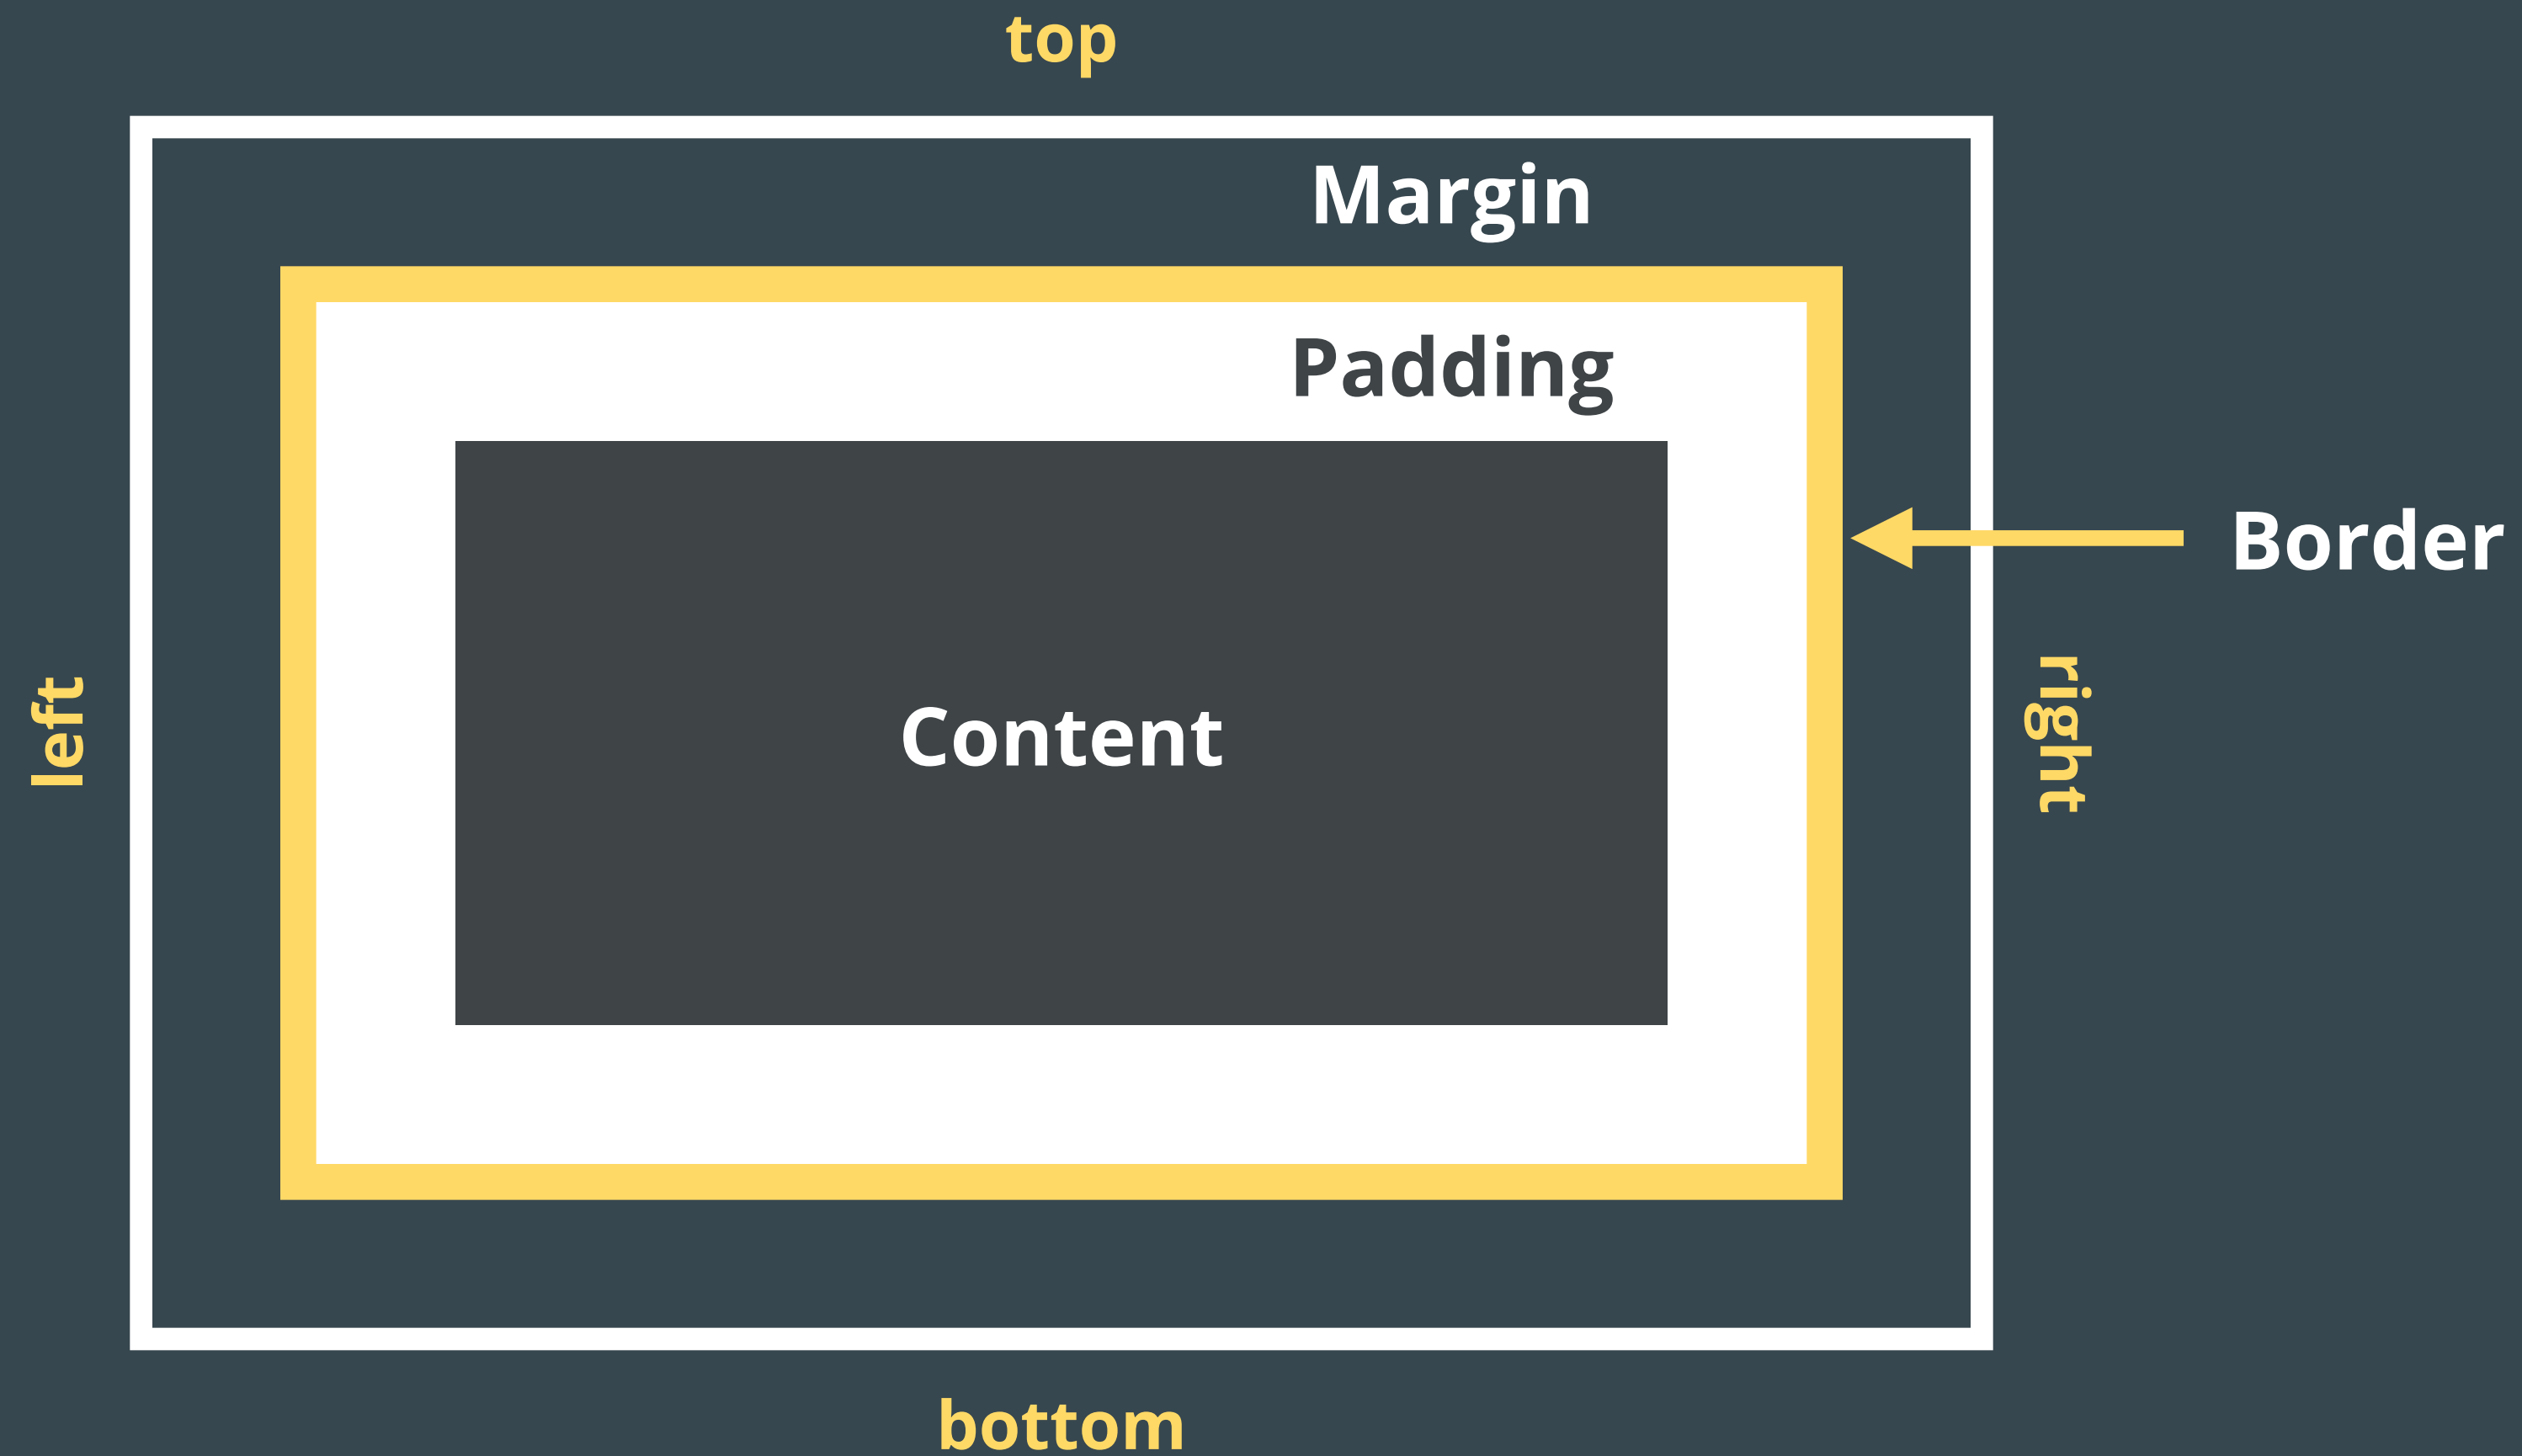 top
Margin
Padding
Border
left
Content
right
bottom